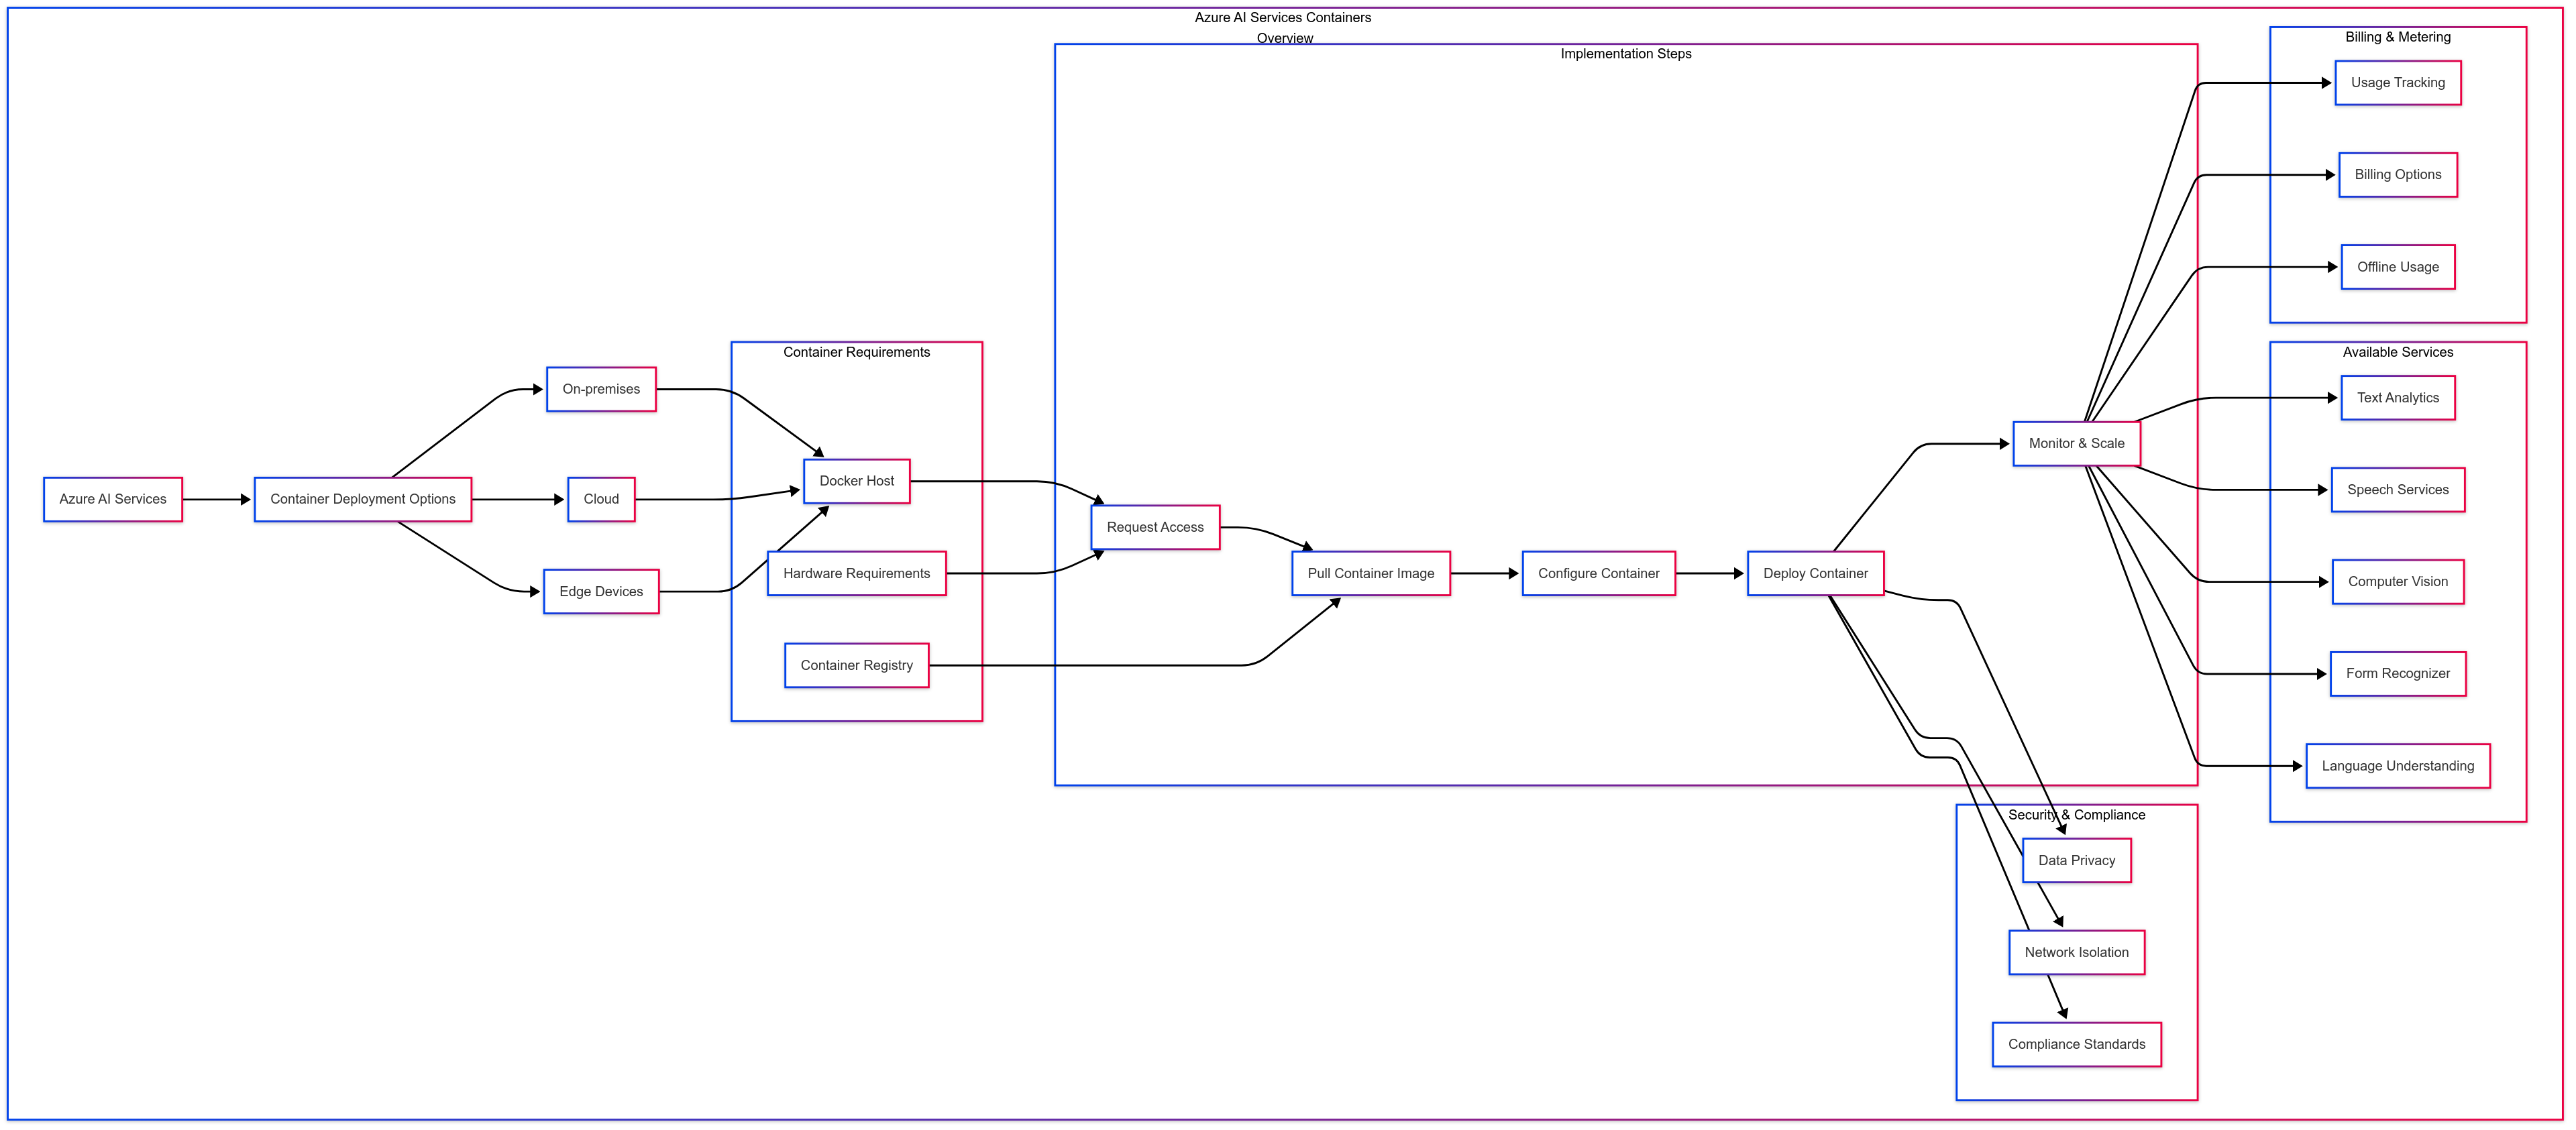 Azure AI Services Containers
Overview
Azure AI Services
Container Deployment Options
On-premises
Cloud
Edge Devices
Container Requirements
Docker Host
Hardware Requirements
Container Registry
Implementation Steps
Request Access
Pull Container Image
Configure Container
Deploy Container
Monitor & Scale
Billing & Metering
Usage Tracking
Billing Options
Offline Usage
Available Services
Text Analytics
Speech Services
Computer Vision
Form Recognizer
Language Understanding
Security & Compliance
Data Privacy
Network Isolation
Compliance Standards